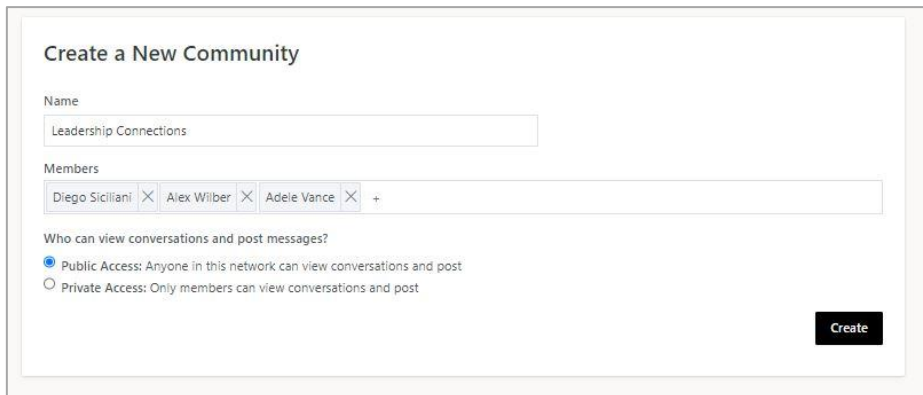 Create a New Community
Name
Leadership Connections
Members
Diego Siciliani × Alex Wilber × Adele Vance × +
Who can view conversations and post messages?
Public Access: Anyone in this network can view conversations and post
Private Access: Only members can view conversations and post
Create